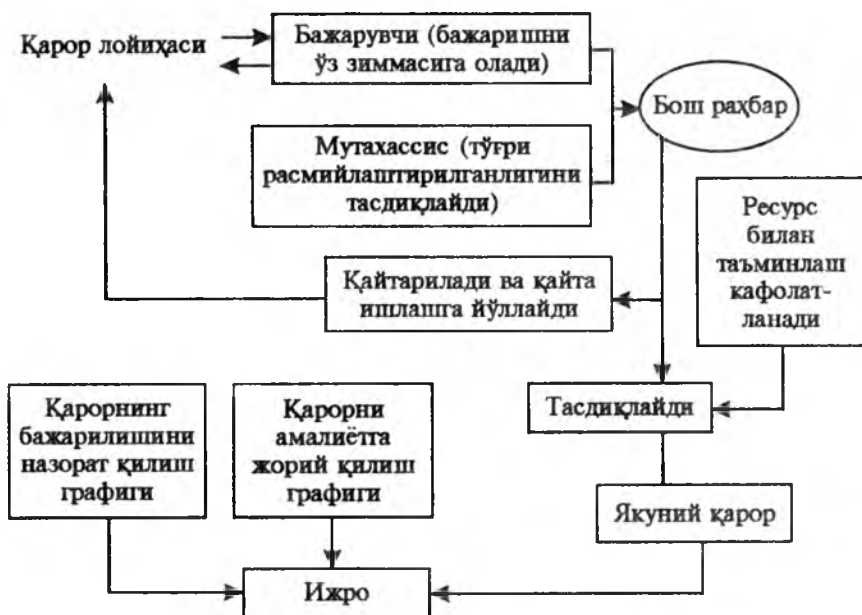 Қарор лойиҳаси
Бажарувчи (бажаришни
ўз зиммасига олади)
Бош раҳбар
Мутахассис (тўғри
расмийлаштирилганлигини
тасдиқлайди)
Ресурс
билан
таъминлаш
кафолат-
ланади
Қайтарилади ва қайта
ишлашга йўллайди
Тасдиқлайди
Қарорнинг
бажарилишини
назорат қилиш
графиги
Қарорни
амалиётга
жорий қилиш
графиги
Якуний қарор
Ижро